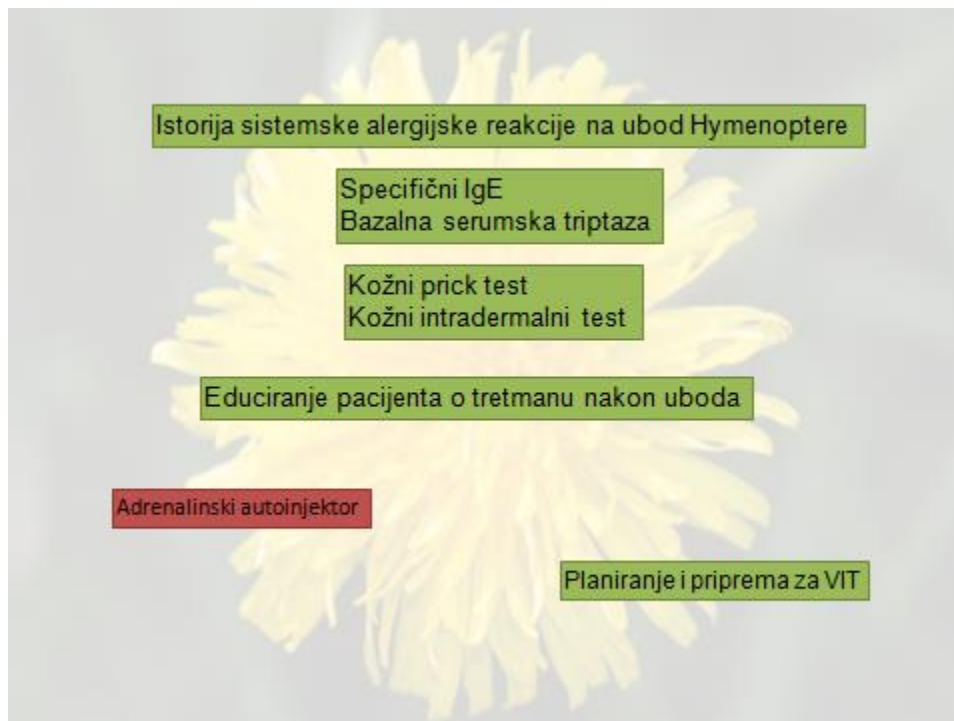 Istorija sistemske alergijske reakcije na ubod Hymenoptere
Specifični IgE
Bazalna serumska triptaza
Kožni prick test
Kožni intradermalni test
Educiranje pacijenta o tretmanu nakon uboda
Adrenalinski autoinjektor
Planiranje i priprema za VIT